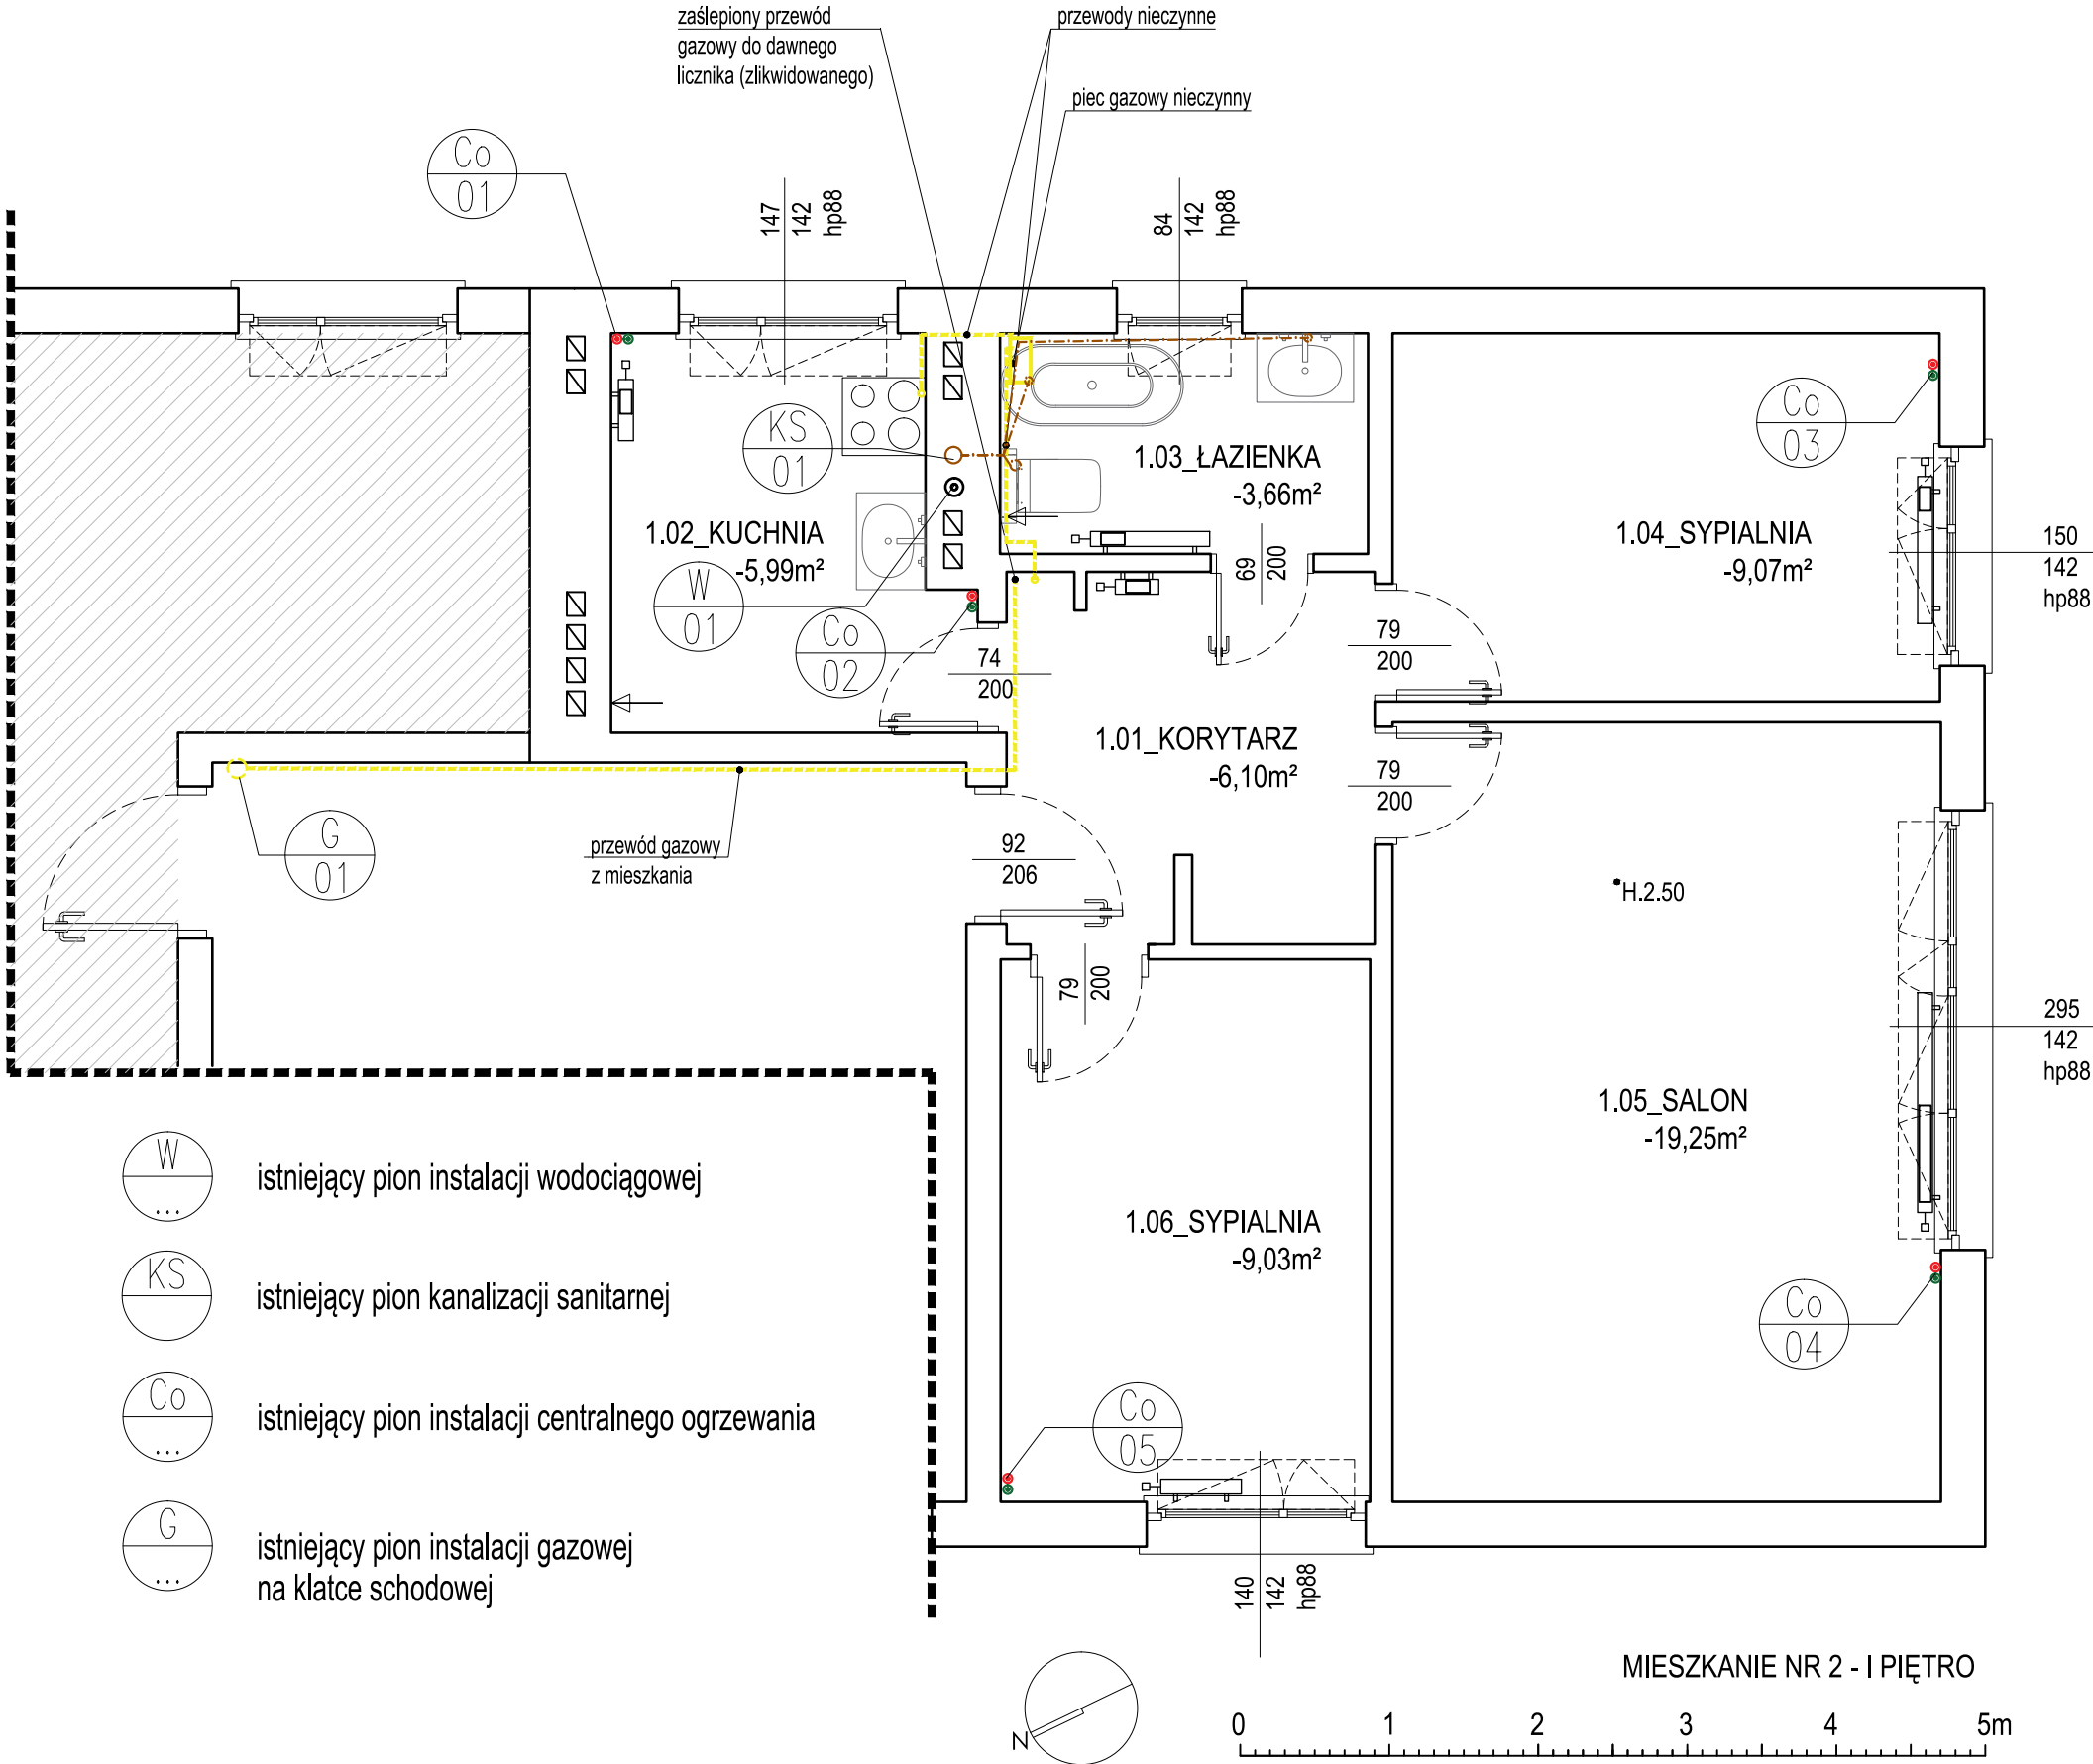 zaślepiony przewód
gazowy do dawnego
licznika (zlikwidowanego)
przewody nieczynne
piec gazowy nieczynny
Co
01
147
142
hp88
84
142
hp88
KS
01
1.03_ŁAZIENKA
-3,66m²
Co
03
1.02_KUCHNIA
-5,99m²
1.04_SYPIALNIA
-9,07m²
150
142
hp88
W
01
Co
02
69
200
74
200
79
200
1.01_KORYTARZ
-6,10m²
79
200
G
01
przewód gazowy
z mieszkania
92
206
H.2.50
79
200
295
142
hp88
1.05_SALON
-19,25m²
W
...
istniejący pion instalacji wodociągowej
1.06_SYPIALNIA
-9,03m²
KS
istniejący pion kanalizacji sanitarnej
Co
04
Co
...
istniejący pion instalacji centralnego ogrzewania
Co
05
G
...
istniejący pion instalacji gazowej
na klatce schodowej
140
142
hp88
N
MIESZKANIE NR 2 - I PIĘTRO
0 1 2 3 4 5m